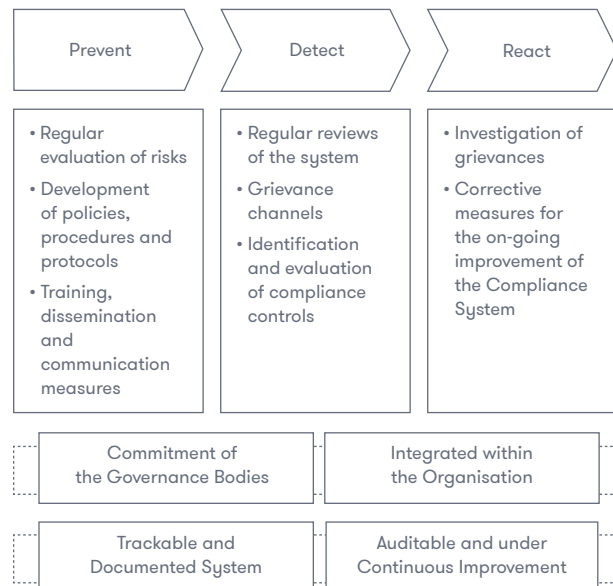 Prevent
Detect
React
• Regular
evaluation of risks
• Development
of policies,
procedures and
protocols
• Training,
dissemination
and
communication
measures
• Regular reviews
of the system
• Grievance
channels
• Identification
and evaluation
of compliance
controls
• Investigation of
grievances
• Corrective
measures for
the on-going
improvement of
the Compliance
System
Commitment of
the Governance Bodies
Integrated within
the Organisation
Trackable and
Documented System
Auditable and under
Continuous Improvement